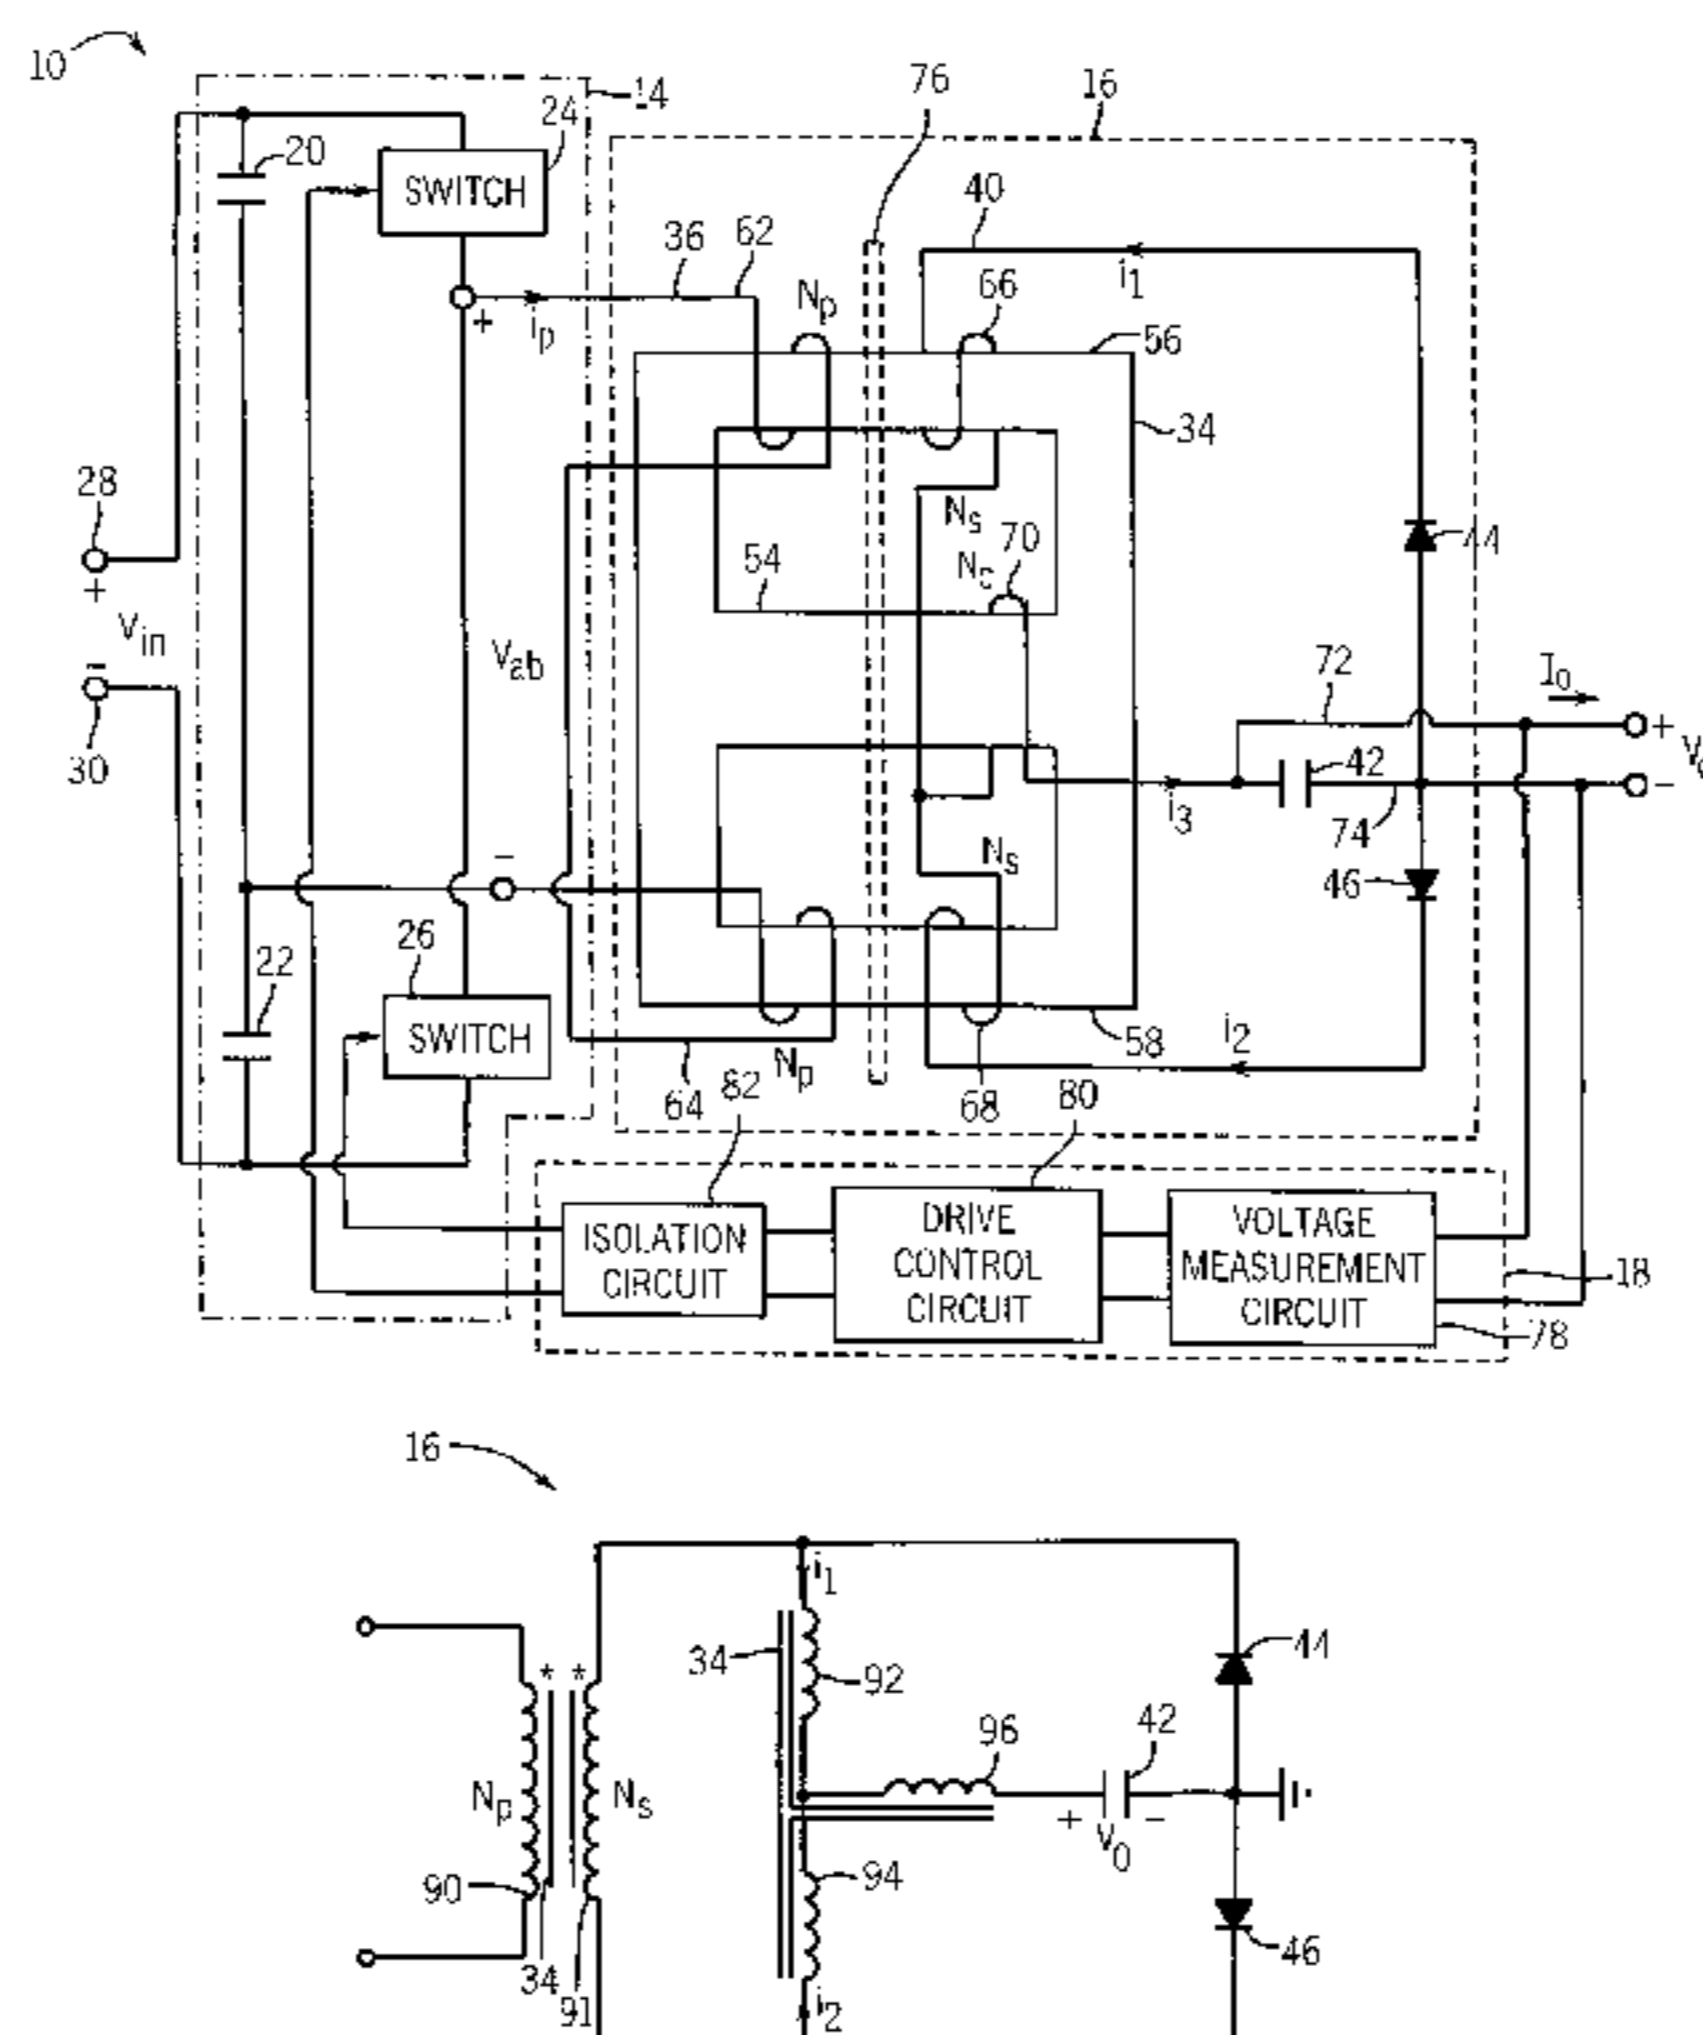 10
14
24
20
SWITCH
76
16
40
36
62
Np
66
i1
56
+
ip
34
28
+
Vin
Ns
44
54
Nc
70
Vab
72
Io
+
-
30
42
i3
74
-
Ns
-
46
26
22
SWITCH
i2
58
Np
64
82
68
80
ISOLATION
CIRCUIT
DRIVE
CONTROL
CIRCUIT
VOLTAGE
MEASUREMENT
CIRCUIT
18
78
16
i1
34
92
44
* *
96
42
Np
Ns
+
-
V0
90
94
34
91
46
i2